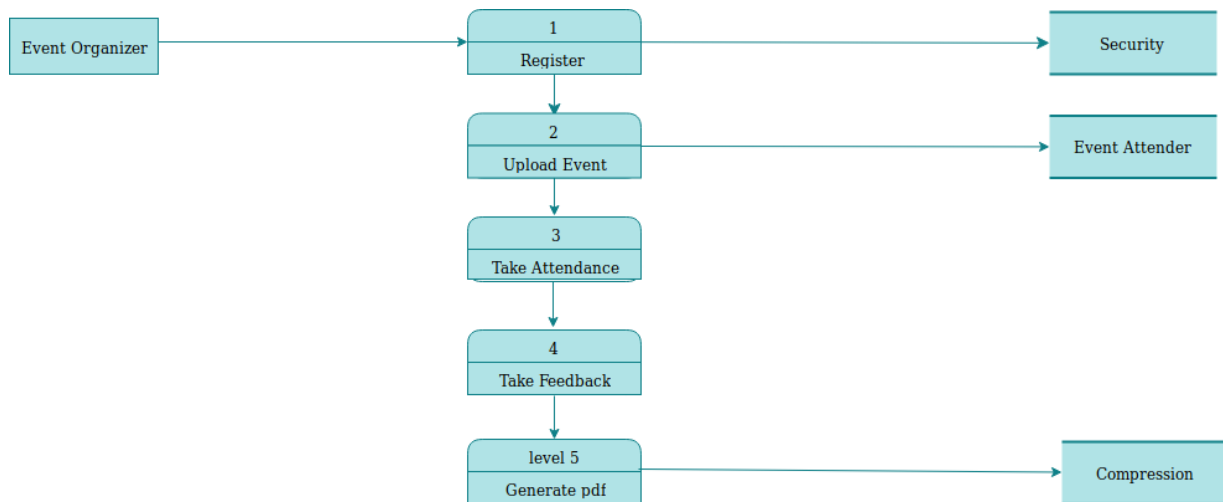 Event Organizer
1
Register
Security
2
Upload Event
Event Attender
3
Take Attendance
4
Take Feedback
level 5
Generate pdf
Compression